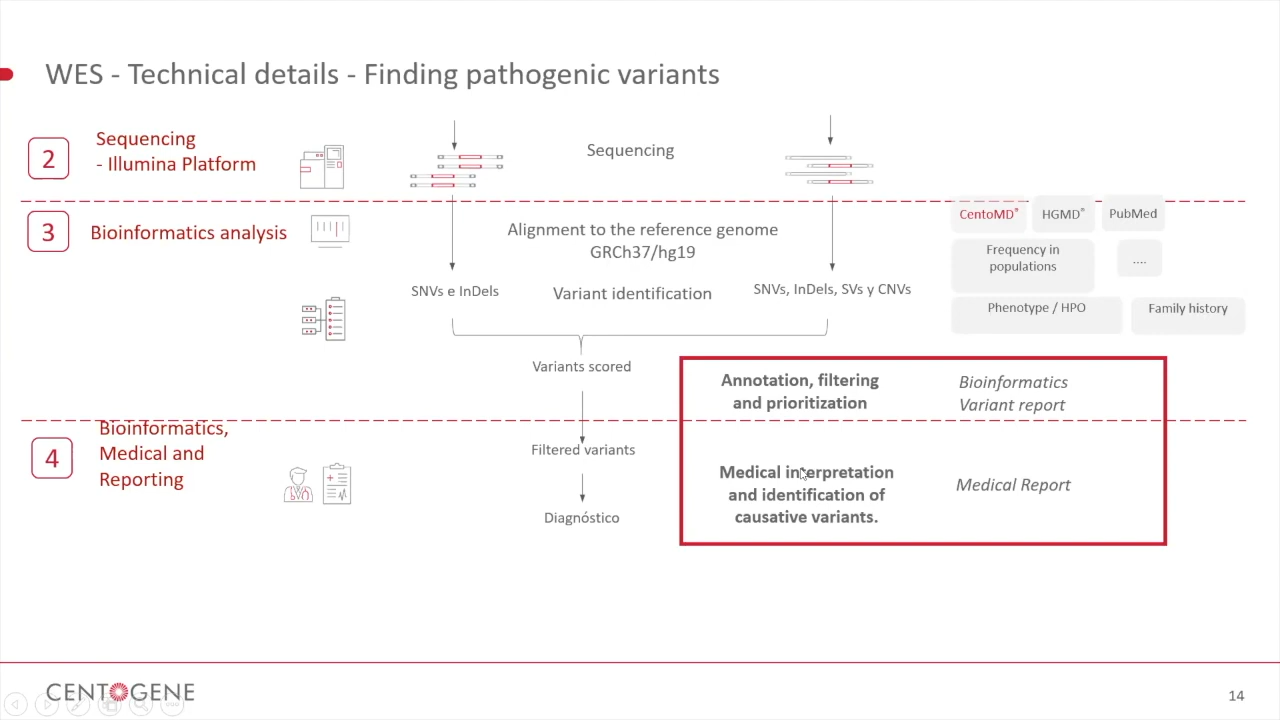 WES - Technical details - Finding pathogenic variants
2
Sequencing
- Illumina Platform
Sequencing
3
Bioinformatics analysis
Alignment to the reference genome
GRCh37/hg19
CentoMD®
HGMD®
PubMed
Frequency in
populations
....
Phenotype / HPO
Family history
SNVs e InDels
Variant identification
SNVs, InDels, SVs y CNVs
Variants scored
Annotation, filtering
and prioritization
Bioinformatics
Variant report
4
Bioinformatics,
Medical and
Reporting
Filtered variants
Diagnóstico
Medical interpretation
and identification of
causative variants.
Medical Report
CENTOGENE
14